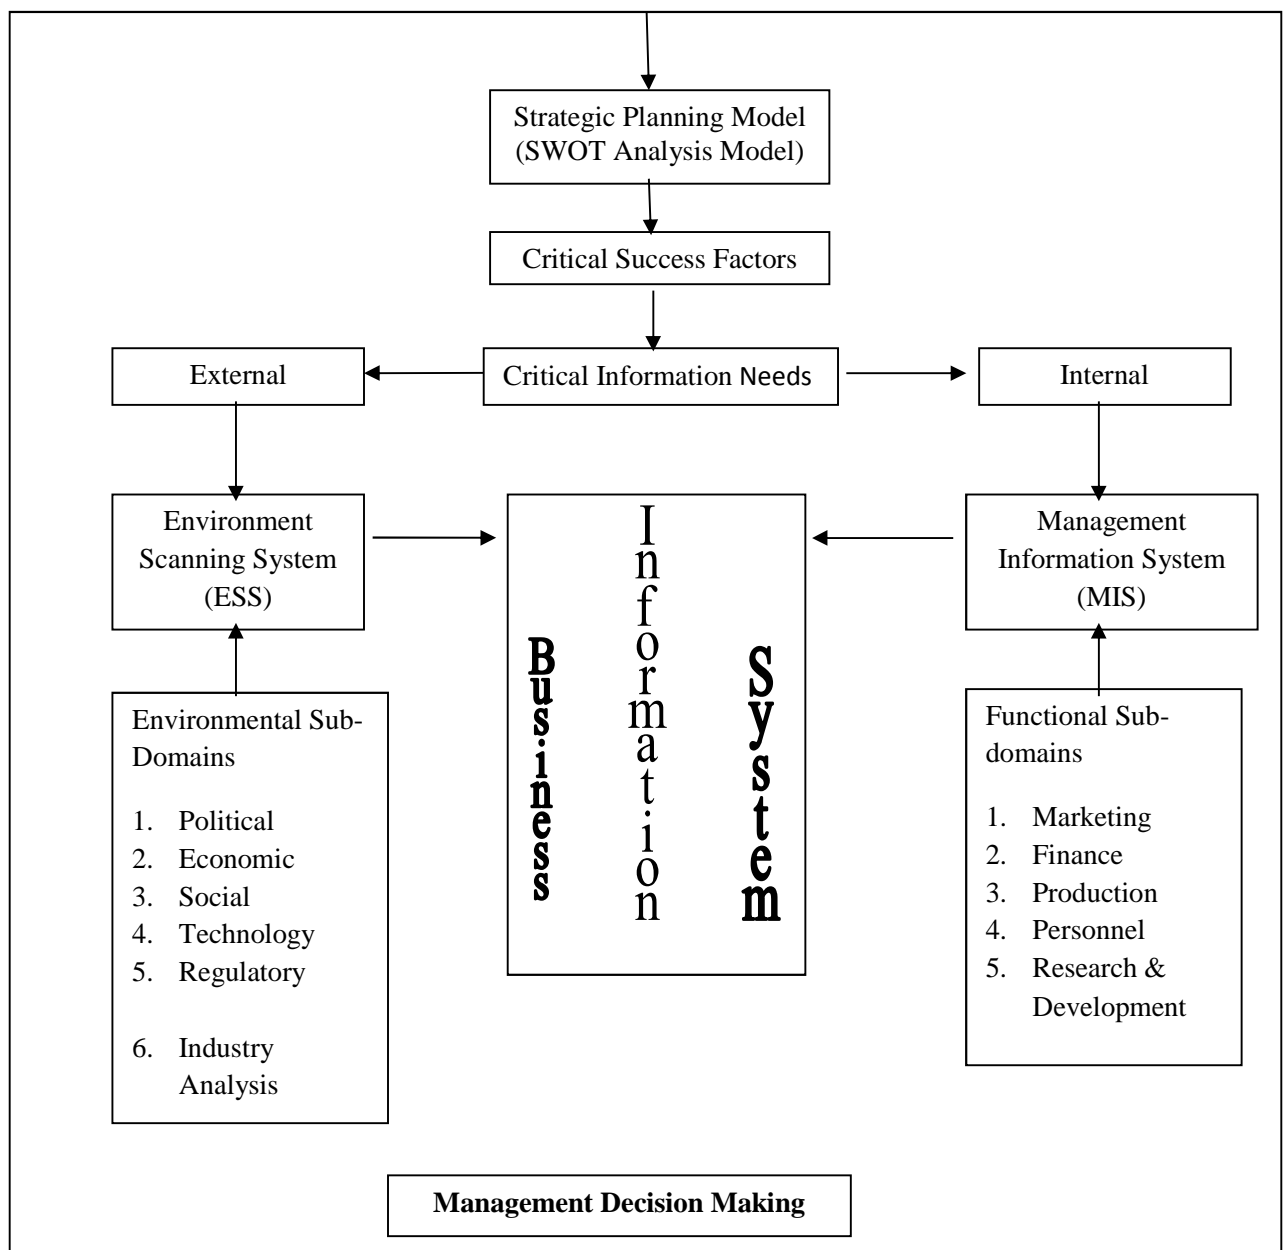 Strategic Planning Model
(SWOT Analysis Model)
Critical Success Factors
External
Critical Information Needs
Internal
Environment
Scanning System
(ESS)
Business
Information
System
Management
Information System
(MIS)
Environmental Sub-
Domains
1. Political
2. Economic
3. Social
4. Technology
5. Regulatory
6. Industry
Analysis
Functional Sub-
domains
1. Marketing
2. Finance
3. Production
4. Personnel
5. Research &
Development
Management Decision Making